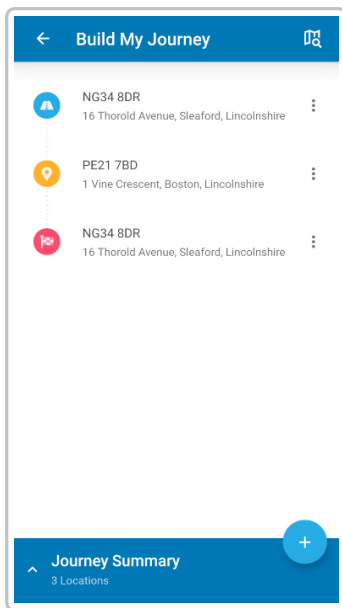 Build My Journey
NG34 8DR
16 Thorold Avenue, Sleaford, Lincolnshire
PE21 7BD
1 Vine Crescent, Boston, Lincolnshire
NG34 8DR
16 Thorold Avenue, Sleaford, Lincolnshire
Journey Summary
3 Locations